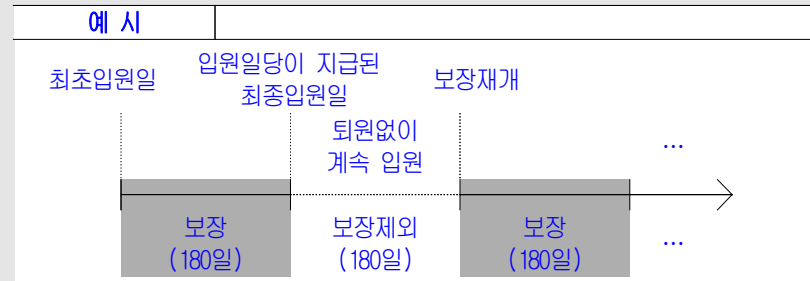 예 시
최초입원일
입원일당이 지급된
최종입원일
보장재개
퇴원없이
계속 입원
...
보장
(180일)
보장제외
(180일)
보장
(180일)
...